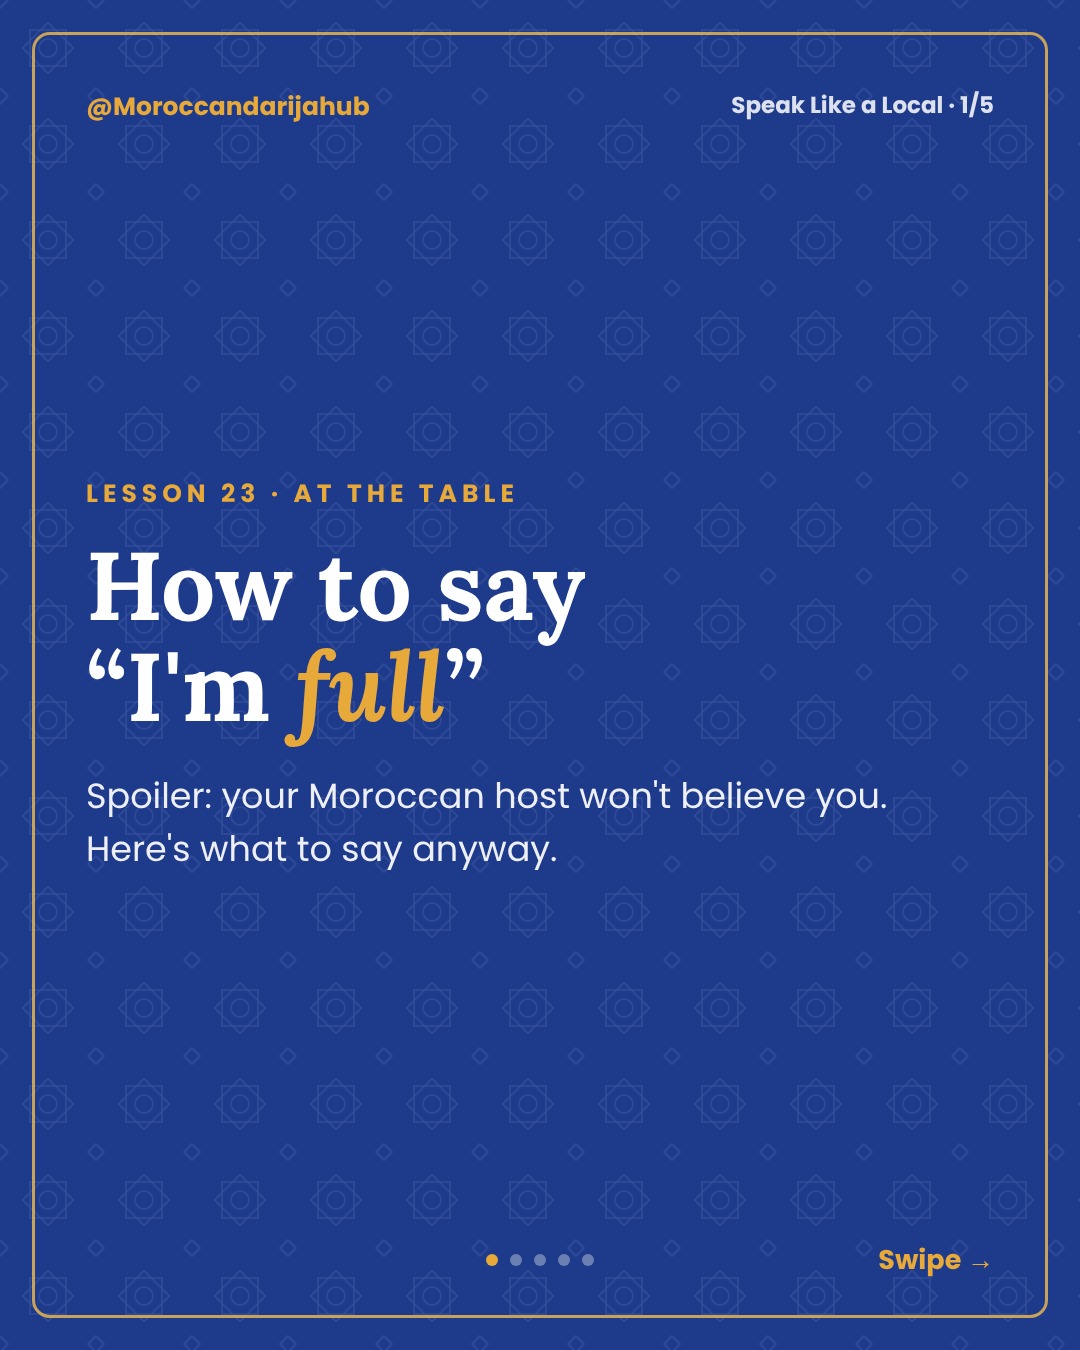 @Moroccandarijahub
Speak Like a Local · 1/5
LESSON 23 · AT THE TABLE
How to say
“I'm full”
Spoiler: your Moroccan host won't believe you.
Here's what to say anyway.
Swipe →